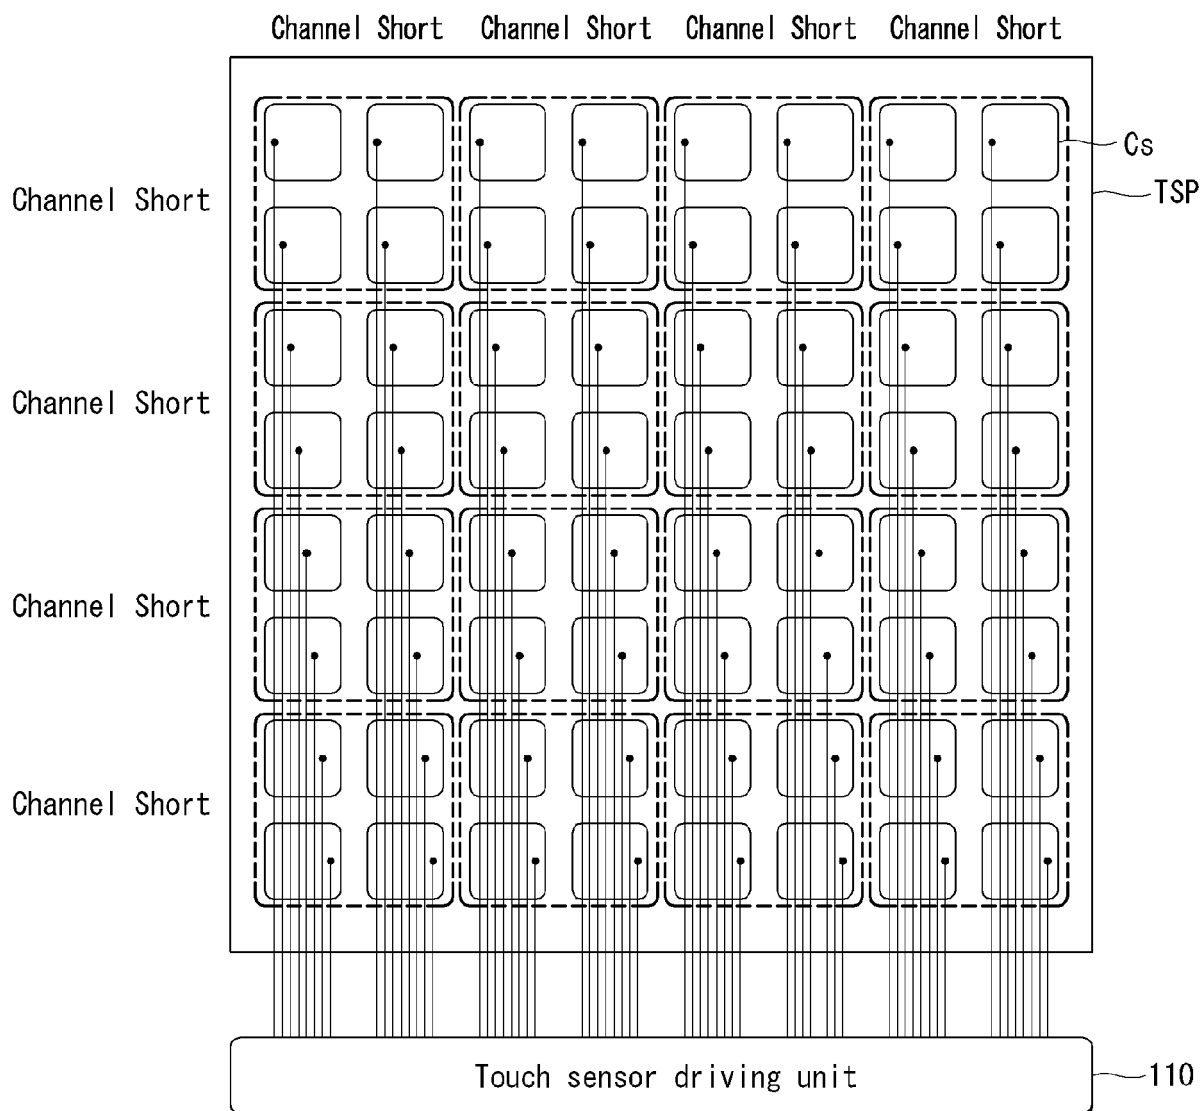 Channel Short Channel Short Channel Short Channel Short
Cs
TSP
Channel Short
Channel Short
Channel Short
Channel Short
Touch sensor driving unit
110